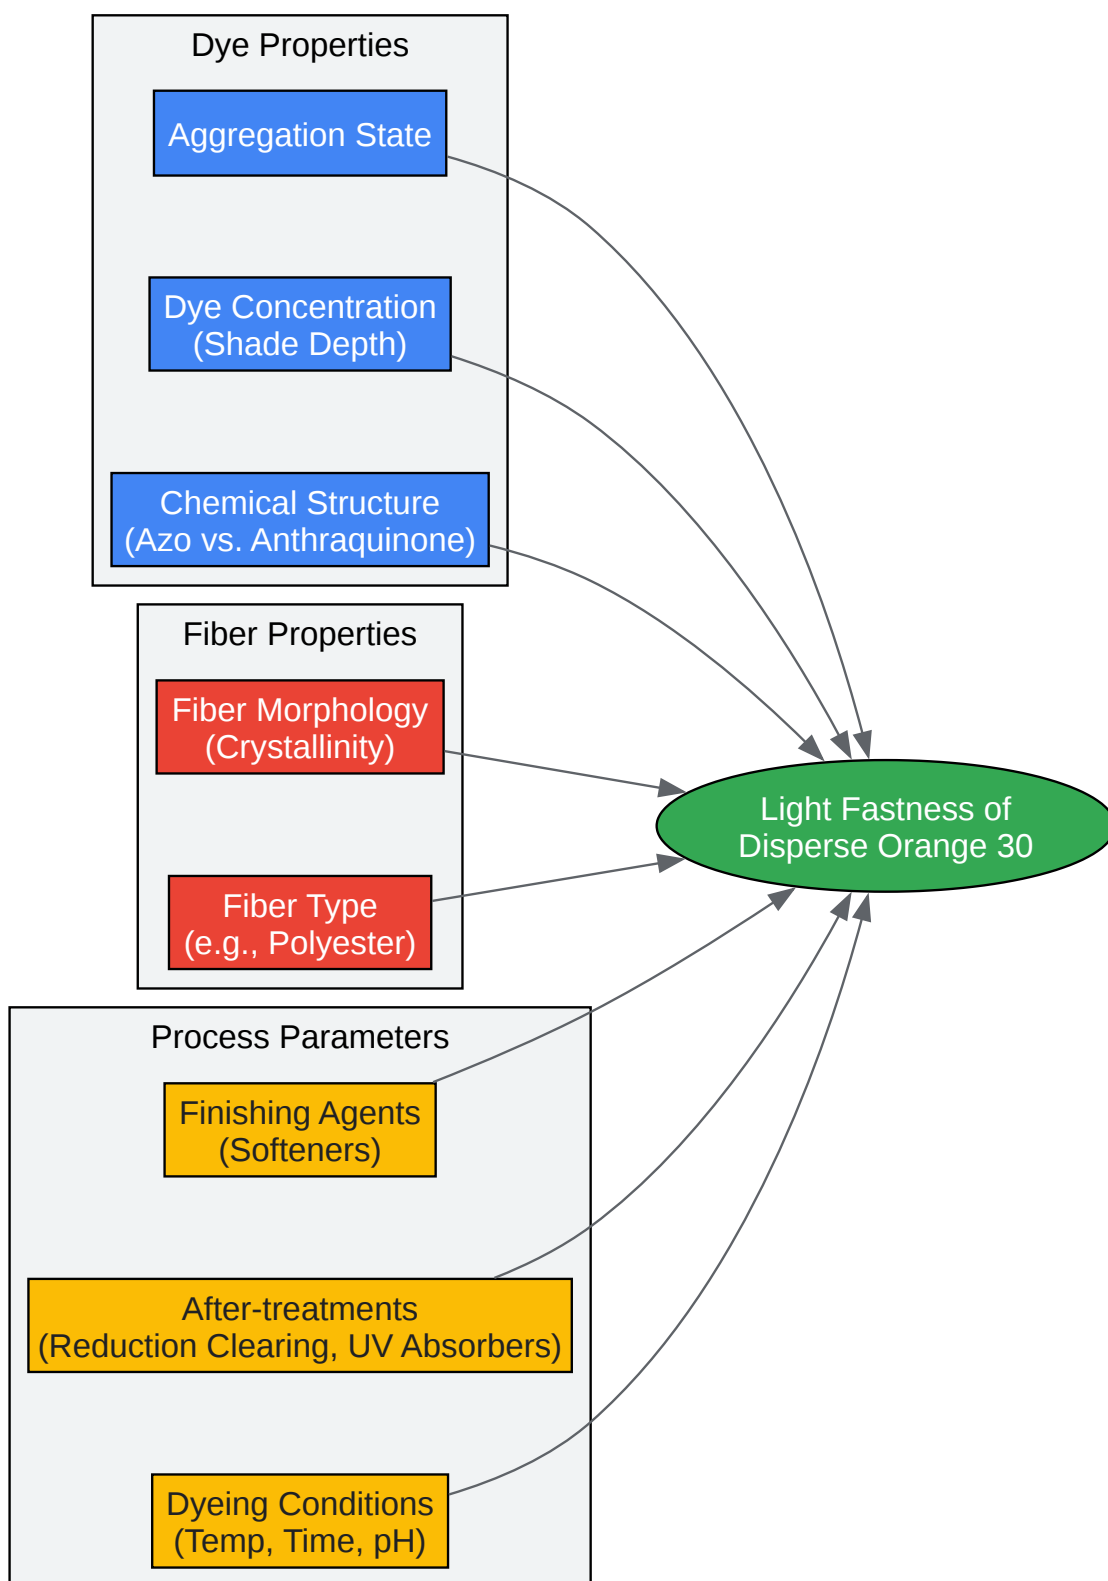 Dye Properties
Aggregation State
Dye Concentration
(Shade Depth)
Chemical Structure
(Azo vs. Anthraquinone)
Fiber Properties
Fiber Morphology
(Crystallinity)
Fiber Type
(e.g., Polyester)
Light Fastness of
Disperse Orange 30
Process Parameters
Finishing Agents
(Softeners)
After-treatments
(Reduction Clearing, UV Absorbers)
Dyeing Conditions
(Temp, Time, pH)